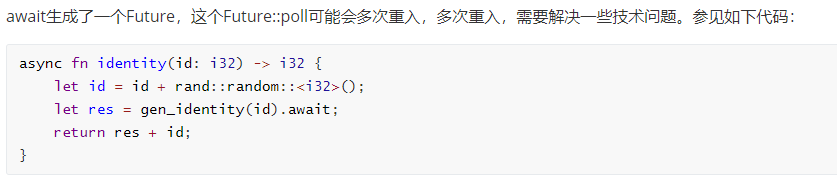 await生成了一个Future，这个Future::poll可能会多次重入，多次重入，需要解决一些技术问题。参见如下代码：
async fn identity(id: i32) -> i32 {
    let id = id + rand::random::<i32>();
    let res = gen_identity(id).await;
    return res + id;
}